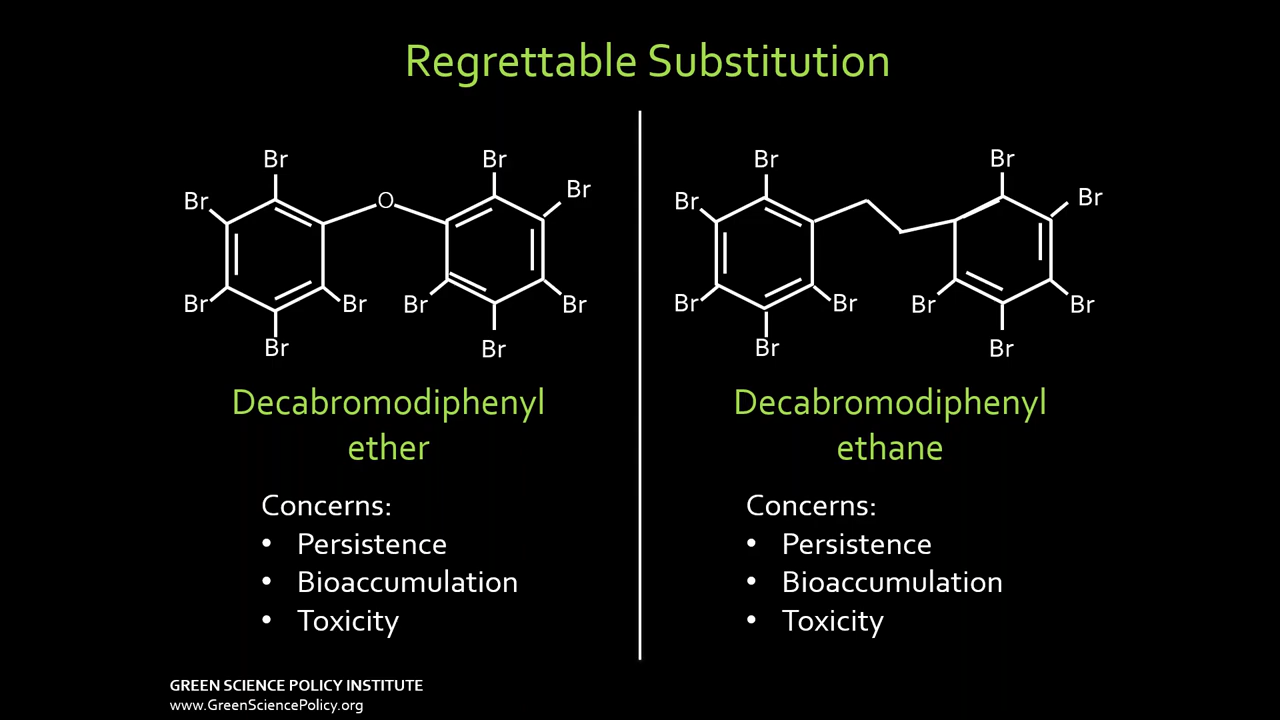 Regrettable Substitution
Br
Br
Br
Br
Br
Br
O
Br
Br
Br
Br
Br
Decabromodiphenyl
ether
Concerns:
• Persistence
• Bioaccumulation
• Toxicity
Br
Br
Br
Br
Br
Br
Br
Br
Br
Br
Decabromodiphenyl
ethane
Concerns:
• Persistence
• Bioaccumulation
• Toxicity
GREEN SCIENCE POLICY INSTITUTE
www.GreenSciencePolicy.org